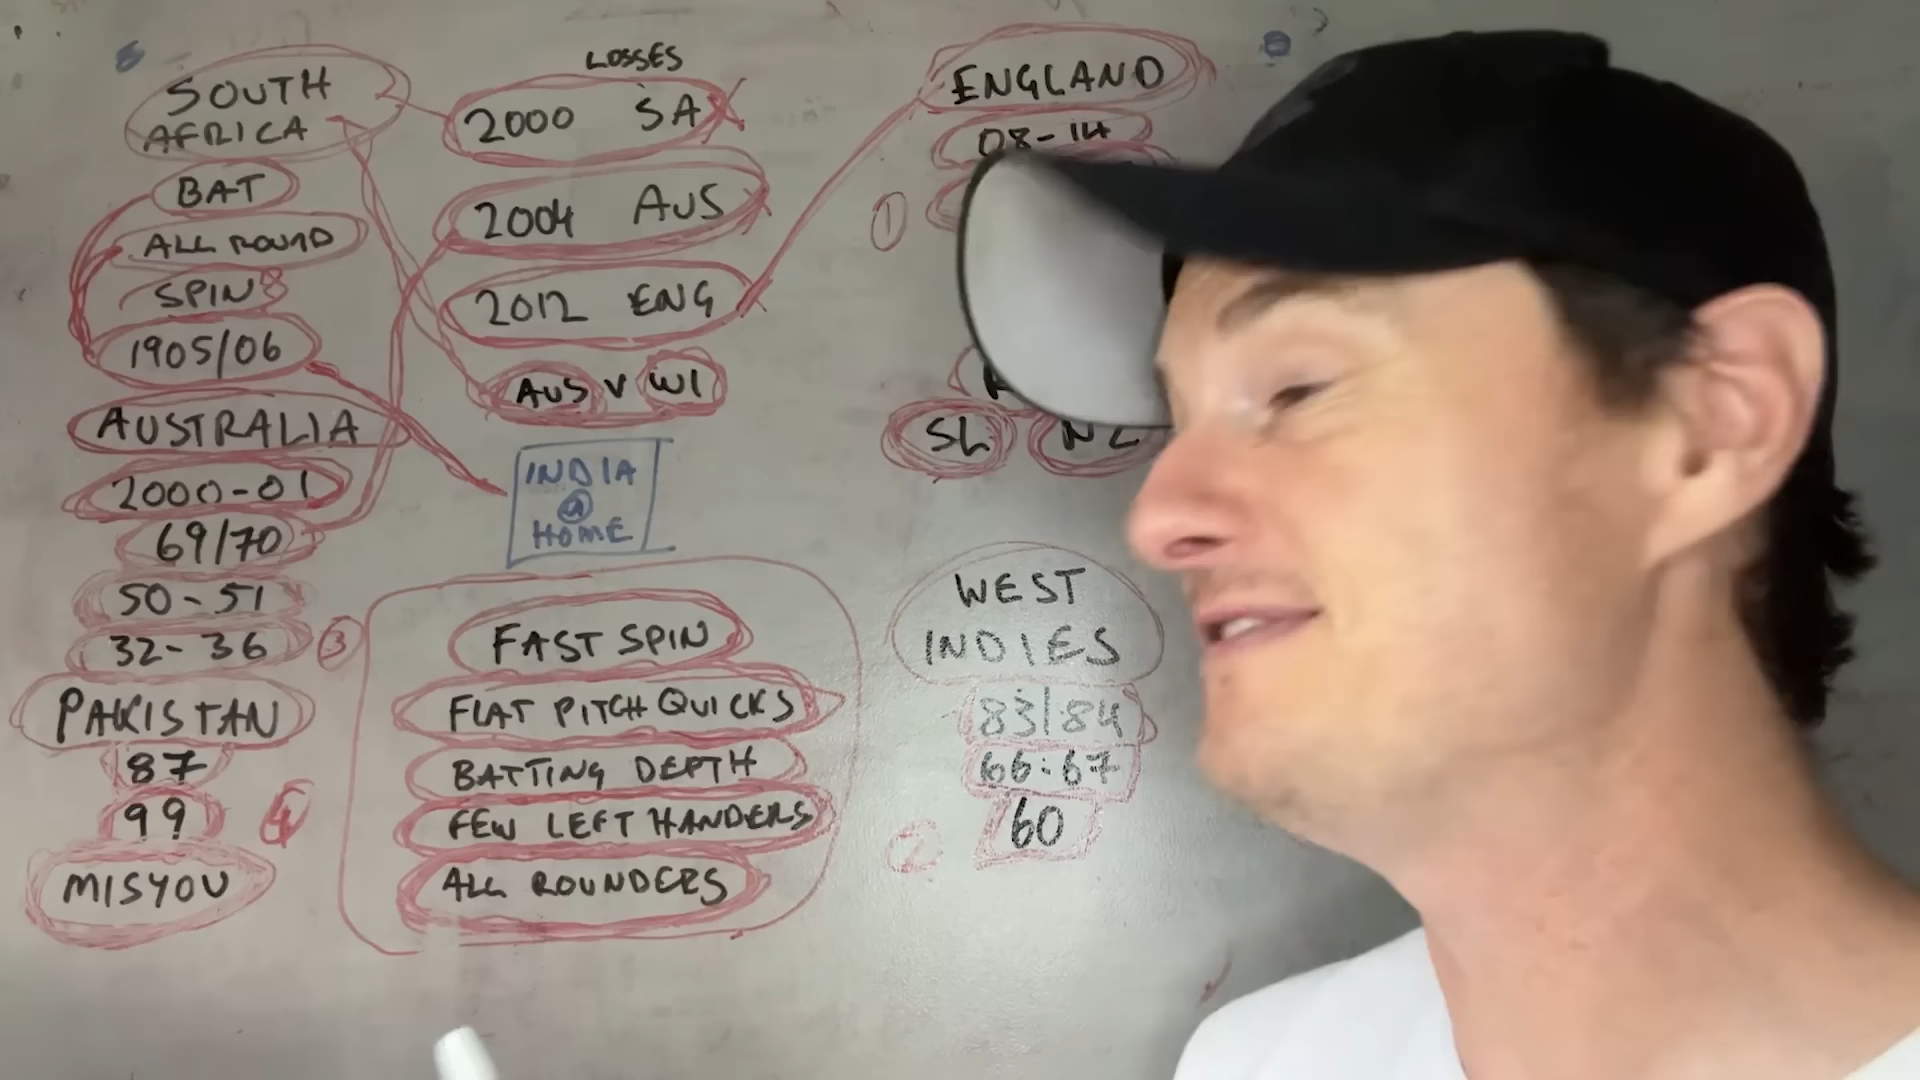 SOUTH
AFRICA
BAT
ALL ROUND
SPIN
1905/06
AUSTRALIA
2000-01
69/70
50-51
32-36
PAKISTAN
87
99
4
MISYOU
LOSSES
2000 SA
2004 AUS
2012 ENG
AUS V WI
INDIA
@
HOME
3
FAST SPIN
FLAT PITCH QUICKS
BATTING DEPTH
FEW LEFT HANDERS
ALL ROUNDERS
ENGLAND
08-14
1
SL NZ
WEST
INDIES
83/84
66-67
60
2